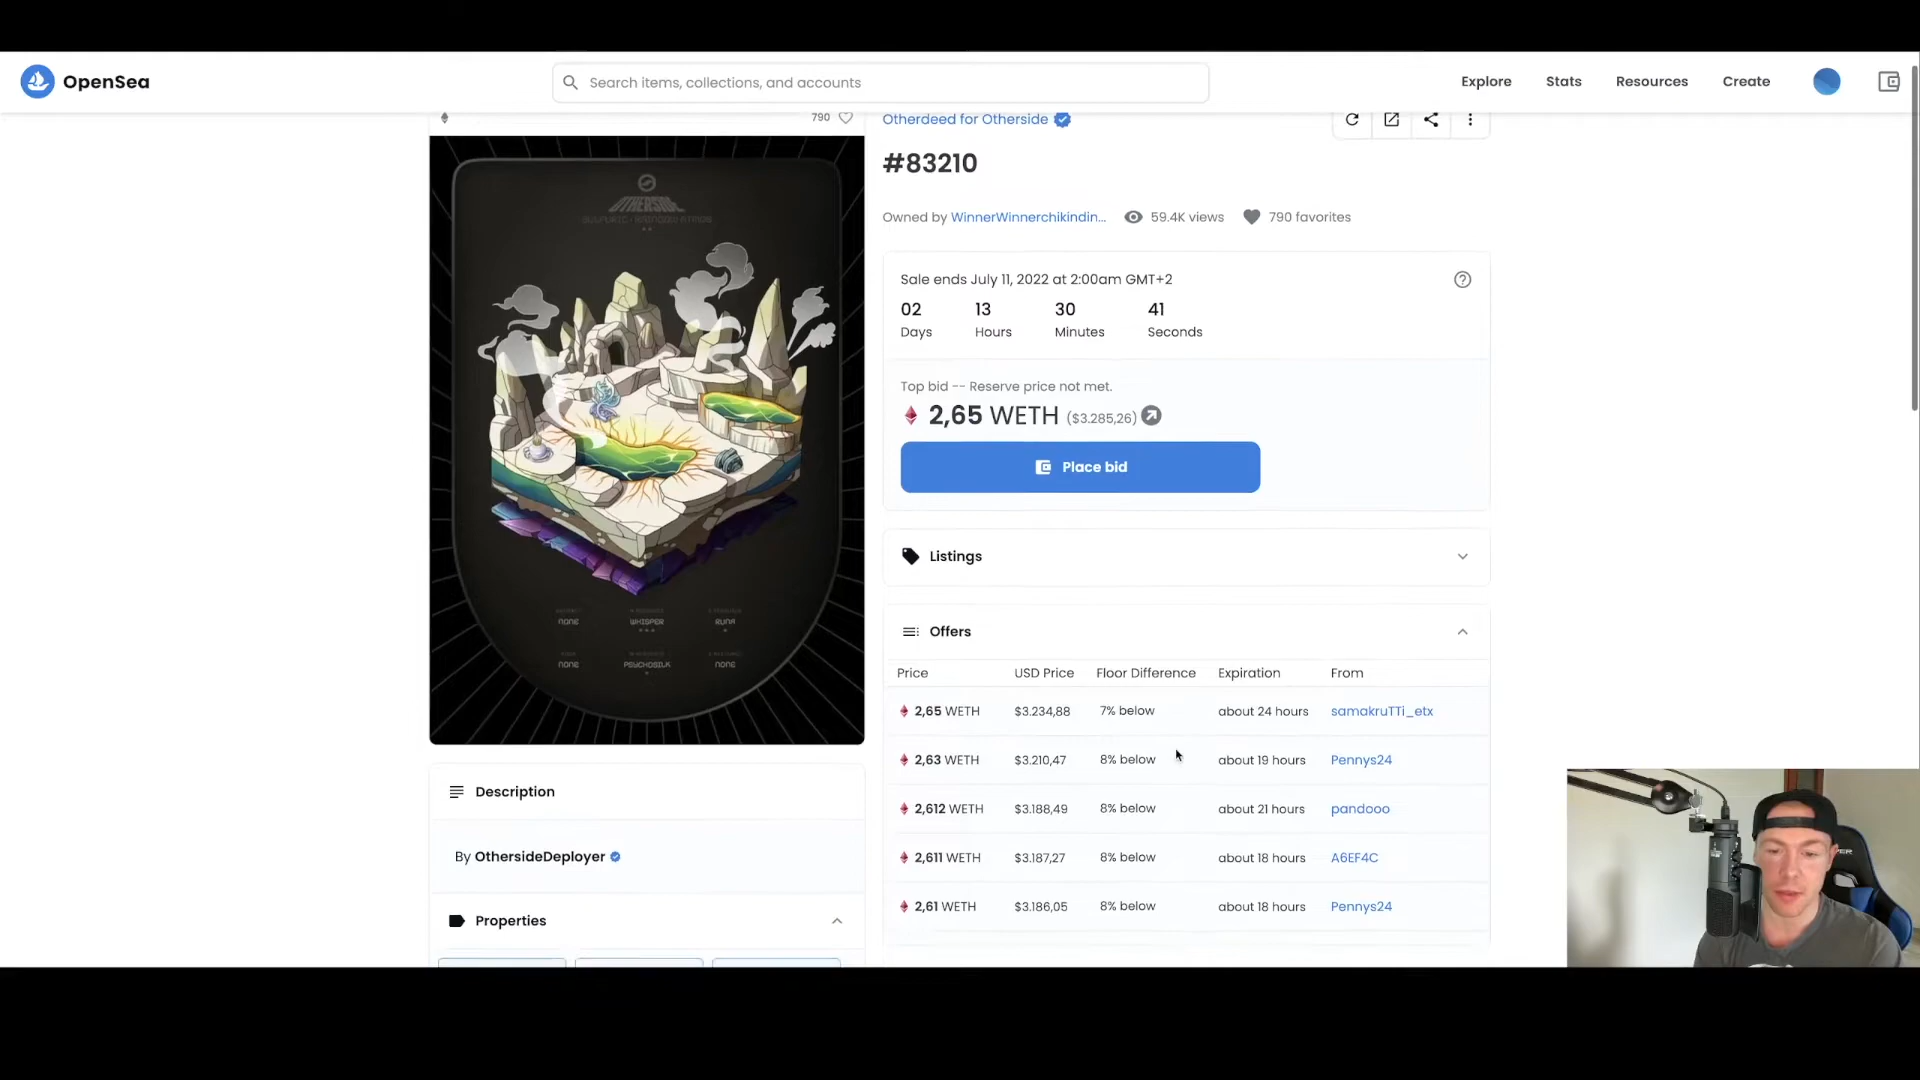 OpenSea
Search items, collections, and accounts
Explore
Stats
Resources
Create
790
Otherdeed for Otherside
#83210
Owned by WinnerWinnerchikindin...
59.4K views
790 favorites
Sale ends July 11, 2022 at 2:00am GMT+2
02 13 30 41
Days Hours Minutes Seconds
Top bid -- Reserve price not met.
2,65 WETH ($3.285,26)
Place bid
Listings
Offers
Price USD Price Floor Difference Expiration From
2,65 WETH $3.234,88 7% below about 24 hours samakruTTi_etx
2,63 WETH $3.210,47 8% below about 19 hours Pennys24
2,612 WETH $3.188,49 8% below about 21 hours pandooo
2,611 WETH $3.187,27 8% below about 18 hours A6EF4C
2,61 WETH $3.186,05 8% below about 18 hours Pennys24
OTHERSIDE
NONE WHISPER RUNA
NONE PSYCHOSILK NONE
Description
By OthersideDeployer
Properties